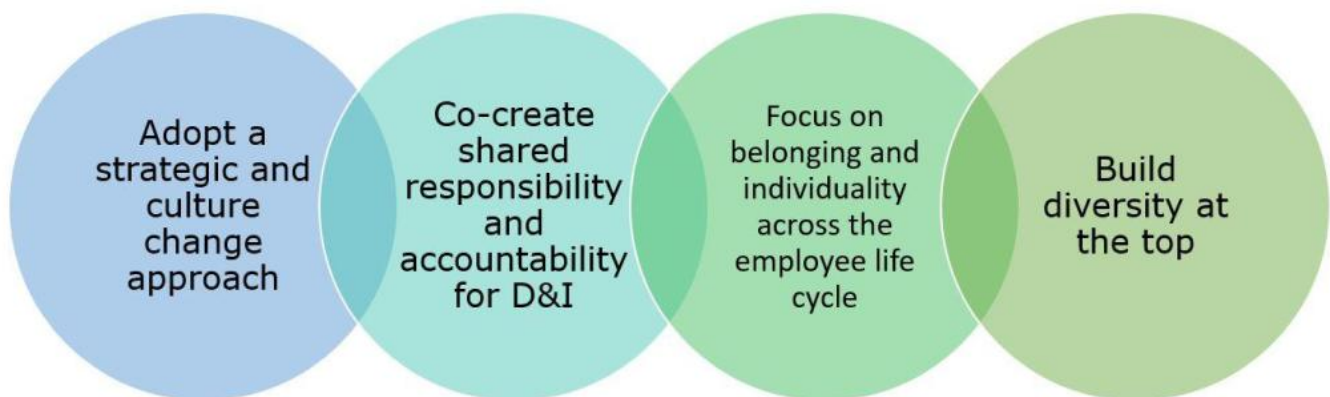 Adopt a
strategic and
culture
change
approach
Co-create
shared
responsibility
and
accountability
for D&I
Focus on
belonging and
individuality
across the
employee life
cycle
Build
diversity at
the top